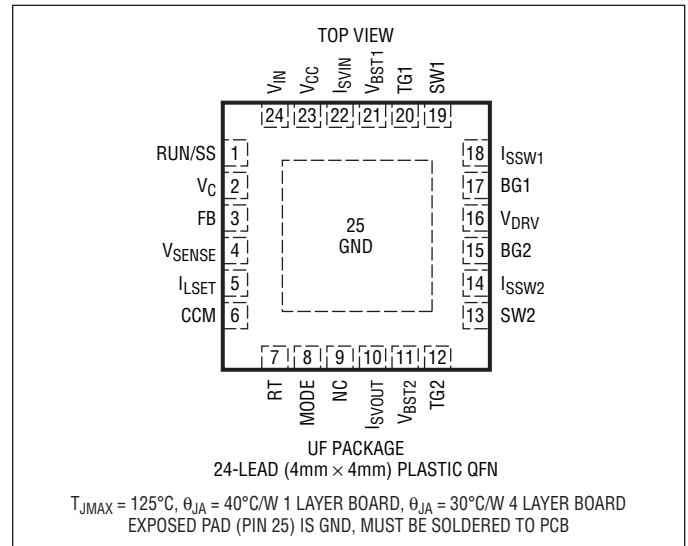 TOP VIEW
VIN
VCC
ISVIN
VBST1
TG1
SW1
24 23 22 21 20 19
RUN/SS 1
VC 2
FB 3
VSENSE 4
ILSET 5
CCM 6
25
GND
18 ISSW1
17 BG1
16 VDRV
15 BG2
14 ISSW2
13 SW2
7 8 9 10 11 12
RT
MODE
NC
ISVOUT
VBST2
TG2
UF PACKAGE
24-LEAD (4mm × 4mm) PLASTIC QFN
TJMAX = 125°C, θJA = 40°C/W 1 LAYER BOARD, θJA = 30°C/W 4 LAYER BOARD
EXPOSED PAD (PIN 25) IS GND, MUST BE SOLDERED TO PCB